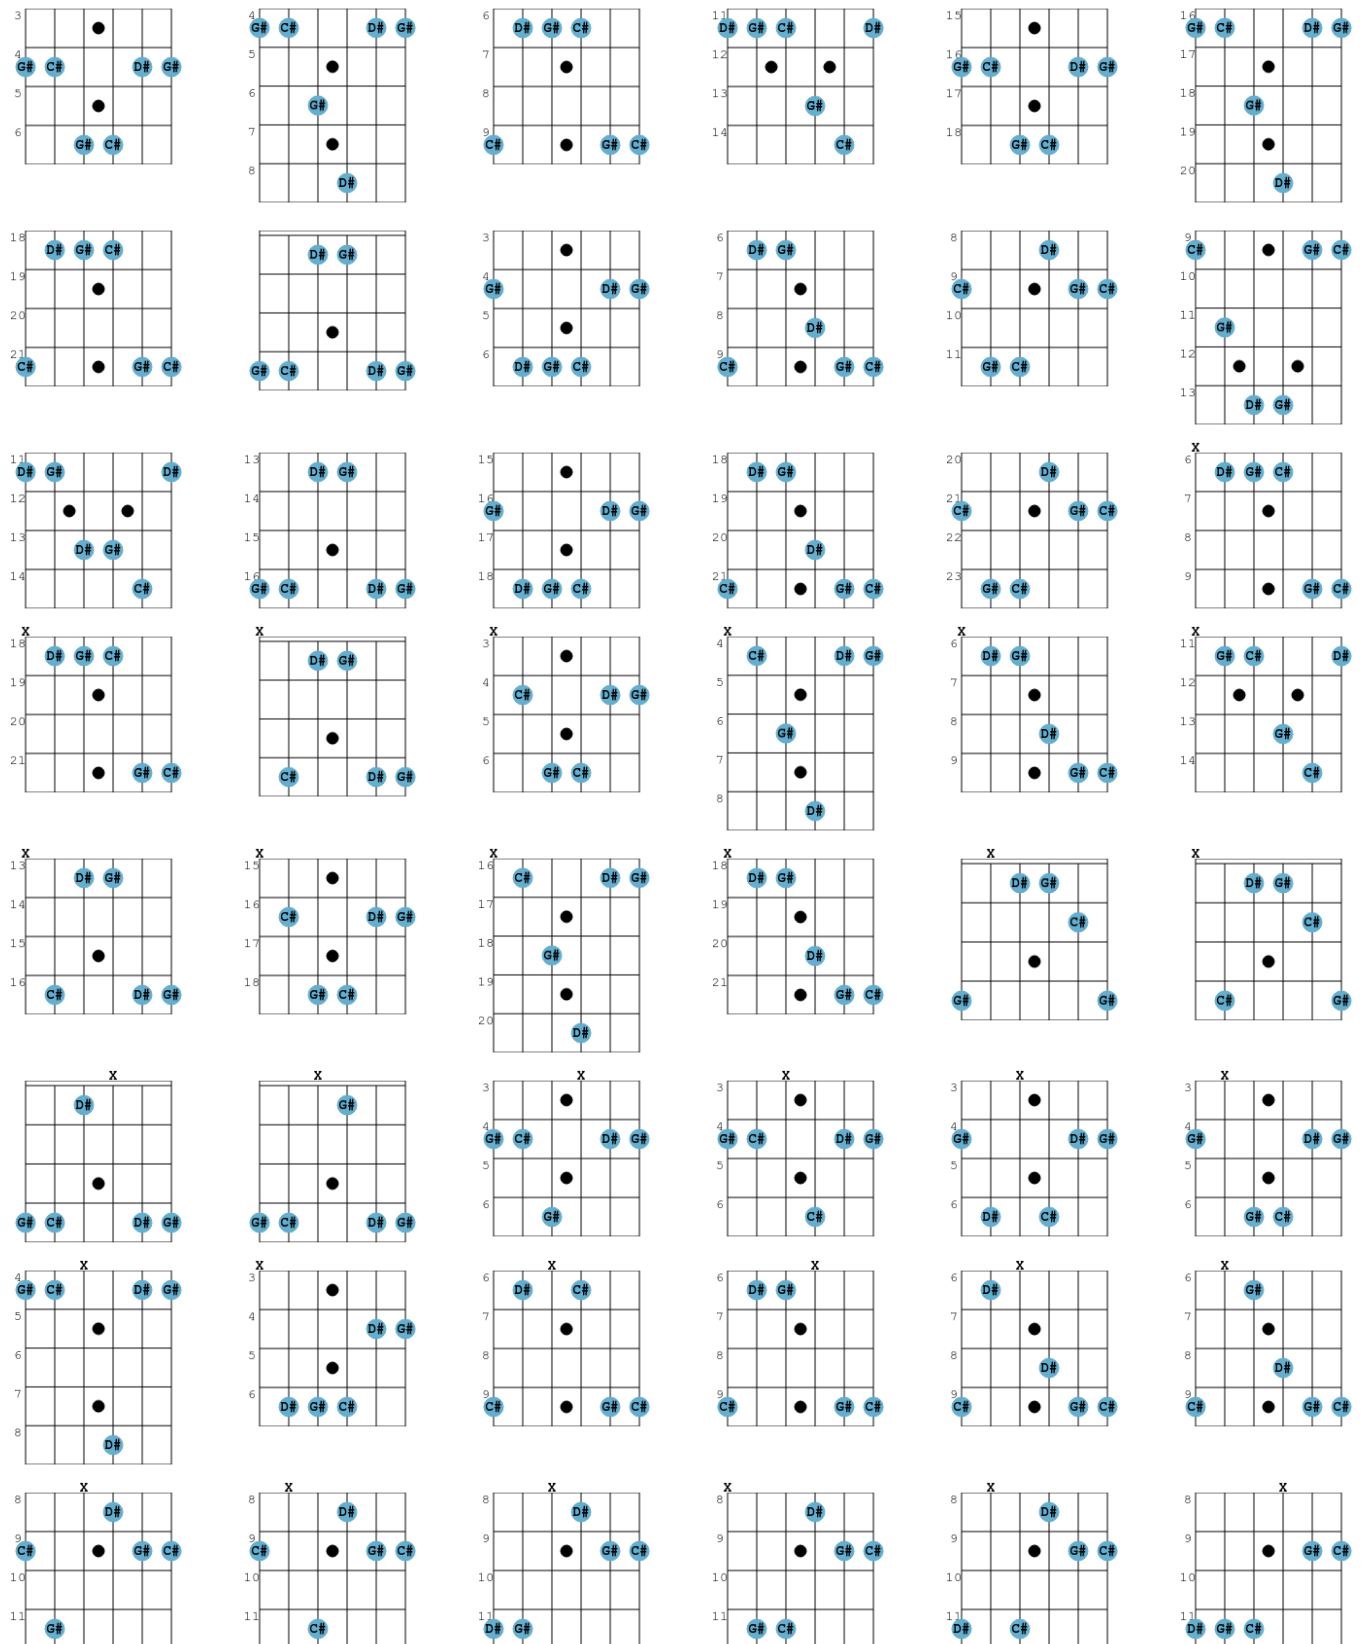 3 4 6 11 15 16
G# C# D# G# D# G# C# D# G# C# D# G# C# D# G#
4 5 7 12 16 17
G# C# D# G# G# C# D# G#
5 6 8 13 17 18
G# G# G#
6 7 9 14 18 19
G# C# C# G# C# C# G# C#
8 20
D# D#
18 3 6 8 9
D# G# C# D# G# D# G# D# C# G# C#
19 4 7 9 10
G# D# G# C# G# C#
20 5 8 10 11
D# G#
21 6 9 11 12
C# G# C# G# C# D# G# D# G# C# C# G# C# G# C#
13
D# G#
X
11 13 15 18 20 6
D# G# D# D# G# D# G# D# D# G# C#
12 14 16 19 21 7
G# D# G# C# G# C#
13 15 17 20 22 8
D# G# D#
14 16 18 21 23 9
C# G# C# D# G# D# G# C# C# G# C# G# C# G# C#
X X X X X X
18 3 4 6 11
D# G# C# D# G# C# D# G# D# G# G# C# D#
19 4 5 7 12
C# D# G#
20 5 6 8 13
G# D# G#
21 6 7 9 14
G# C# C# D# G# G# C# G# C# C#
8
D#
X X X X X X
13 15 16 18
D# G# C# D# G# D# G# D# G# D# G#
14 16 17 19
C# D# G# C# C#
15 17 18 20
G# D#
16 18 19 21
C# D# G# G# C# G# C# G# G# C# G#
20
D#
X X X X X X
3 3 3 3
D# G#
4 4 4 4
G# C# D# G# G# C# D# G# G# D# G# G# D# G#
5 5 5 5
6 6 6 6
G# C# D# G# G# C# D# G# G# C# D# C# G# C#
X X X X X X
4 3 6 6 6 6
G# C# D# G# D# C# D# G# D# G#
5 4 7 7 7 7
D# G#
6 5 8 8 8 8
D# D#
7 6 9 9 9 9
D# G# C# C# G# C# C# G# C# C# G# C# C# G# C#
8
D#
X X X X X X
8 8 8 8 8 8
D# D# D# D# D#
9 9 9 9 9 9
C# G# C# C# G# C# G# C# G# C# G# C# G# C#
10 10 10 10 10 10
11 11 11 11 11 11
G# C# D# G# G# C# D# C# D# G# C#